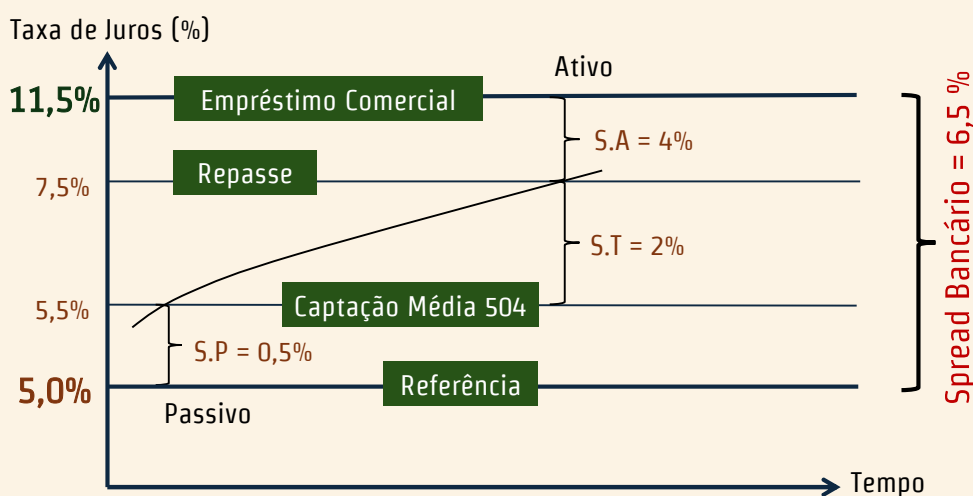 Taxa de Juros (%)
Ativo
11,5%
Empréstimo Comercial
S.A = 4%
Repasse
7,5%
S.T = 2%
5,5%
Captação Média 504
S.P = 0,5%
5,0%
Referência
Passivo
Tempo
Spread Bancário = 6,5 %